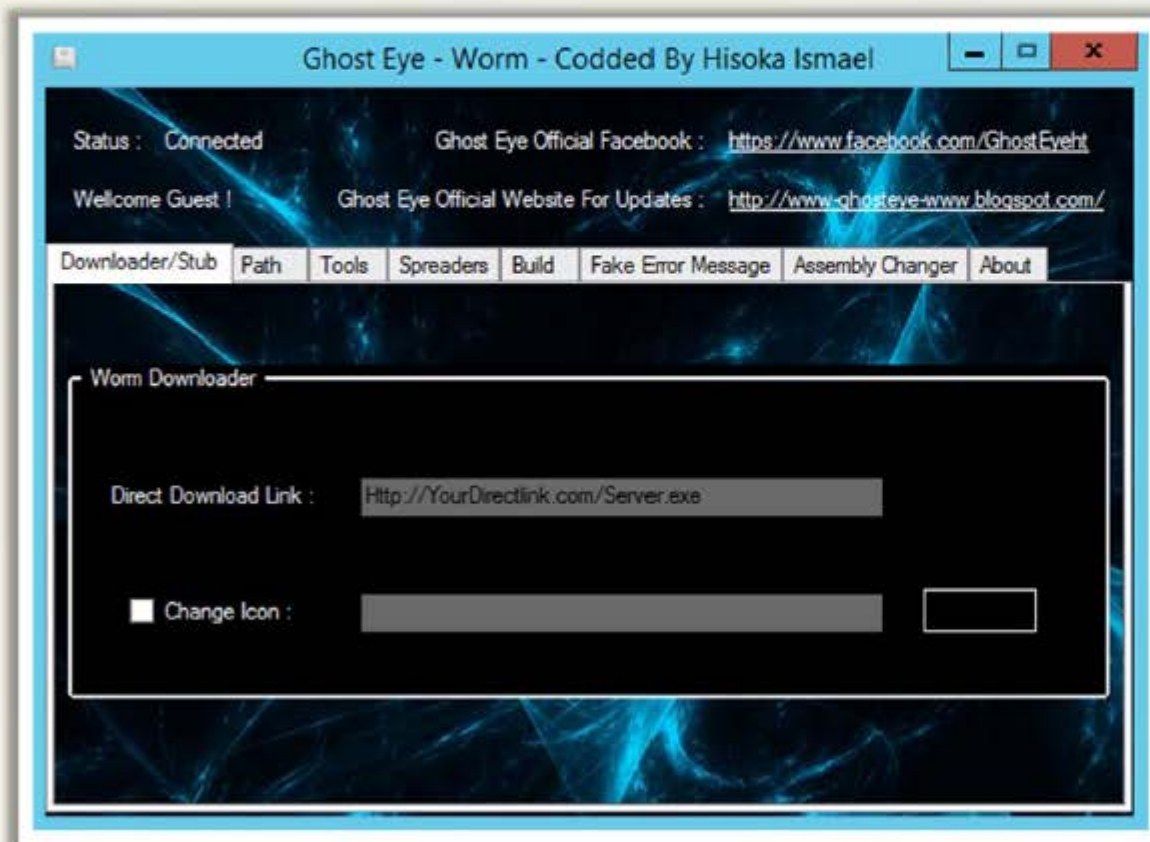 Ghost Eye - Worm - Codded By Hisoka Ismael
Status : Connected Ghost Eye Official Facebook : https://www.facebook.com/GhostEyeht
Wellcome Guest ! Ghost Eye Official Website For Updates : http://www-ghosteye-www.blogspot.com/
Downloader/Stub Path Tools Spreaders Build Fake Error Message Assembly Changer About
Worm Downloader
Direct Download Link : Http://YourDirectlink.com/Server.exe
Change Icon :